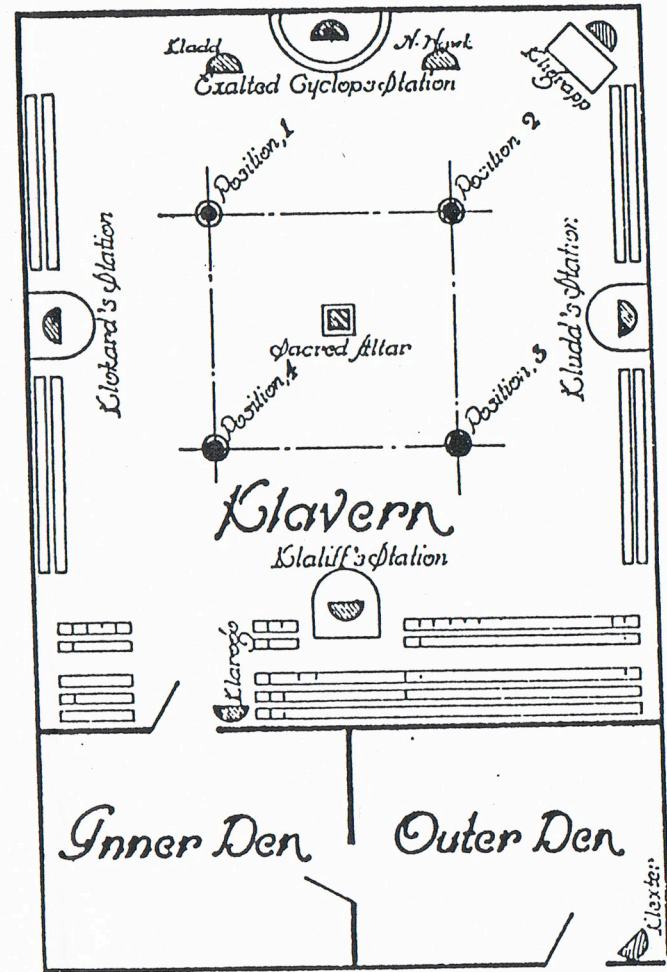 Kladd
N. Hawk
Exalted Cyclops Station
Kligrapp
Position, 1
Position 2
Klokard's Station
Kludd's Station
Sacred Altar
Position, 4
Position, 3
Klavern
Klaliff's Station
Klarogo
Inner Den
Outer Den
Klexter